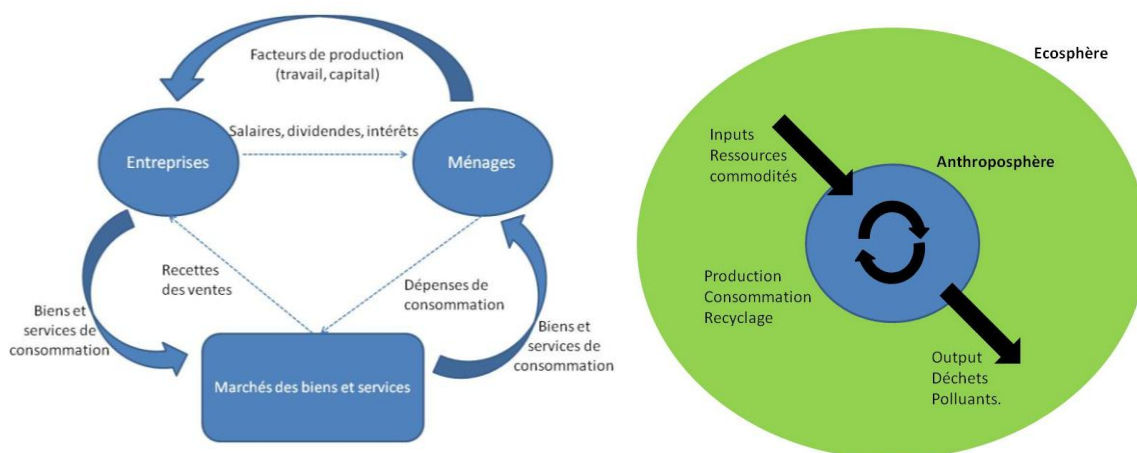 Facteurs de production
(travail, capital)
Salaires, dividendes, intérêts
Entreprises
Ménages
Recettes
des ventes
Dépenses de
consommation
Biens et
services de
consommation
Biens et
services de
consommation
Marchés des biens et services
Ecosphère
Inputs
Ressources
commodités
Anthroposphère
Production
Consommation
Recyclage
Output
Déchets
Polluants.